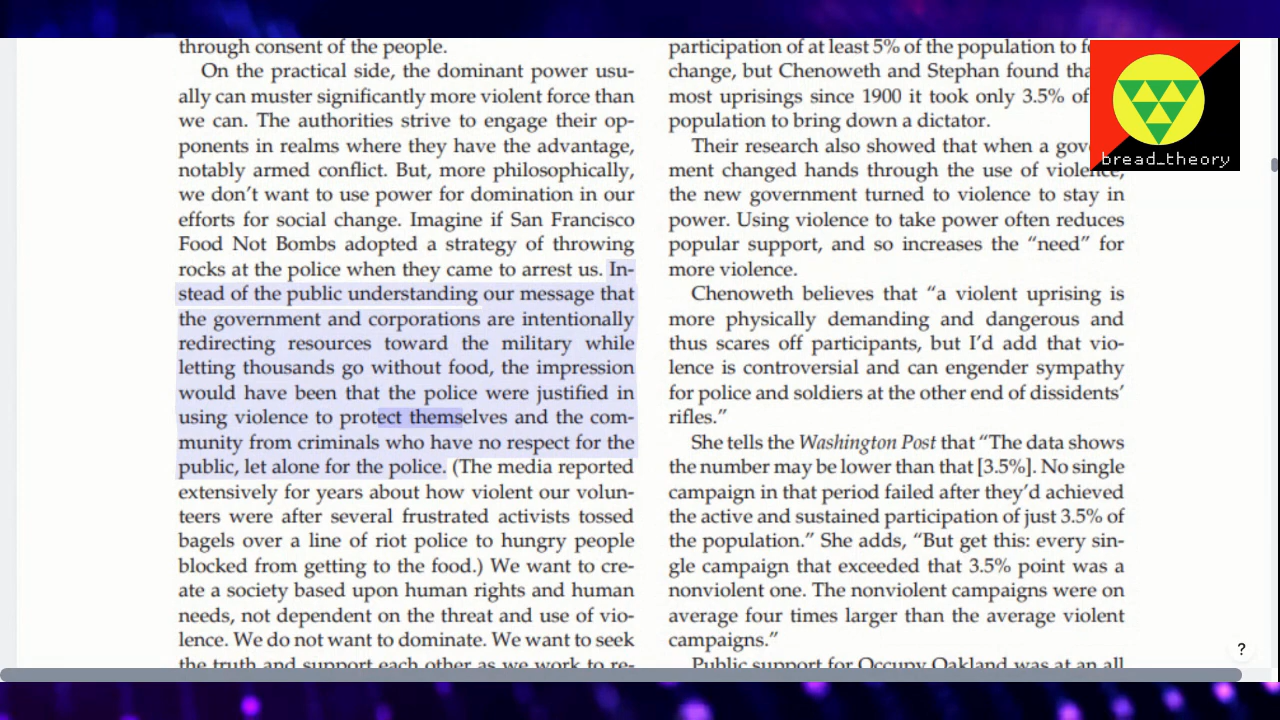 through consent of the people.
On the practical side, the dominant power usu-
ally can muster significantly more violent force than
we can. The authorities strive to engage their op-
ponents in realms where they have the advantage,
notably armed conflict. But, more philosophically,
we don’t want to use power for domination in our
efforts for social change. Imagine if San Francisco
Food Not Bombs adopted a strategy of throwing
rocks at the police when they came to arrest us. In-
stead of the public understanding our message that
the government and corporations are intentionally
redirecting resources toward the military while
letting thousands go without food, the impression
would have been that the police were justified in
using violence to protect themselves and the com-
munity from criminals who have no respect for the
public, let alone for the police. (The media reported
extensively for years about how violent our volun-
teers were after several frustrated activists tossed
bagels over a line of riot police to hungry people
blocked from getting to the food.) We want to cre-
ate a society based upon human rights and human
needs, not dependent on the threat and use of vio-
lence. We do not want to dominate. We want to seek
the truth and support each other as we work to re-
participation of at least 5% of the population to
change, but Chenoweth and Stephan found
most uprisings since 1900 it took only 3.5% of
population to bring down a dictator.
Their research also showed that when a
ment changed hands through the use of violence,
the new government turned to violence to stay in
power. Using violence to take power often reduces
popular support, and so increases the “need” for
more violence.
Chenoweth believes that “a violent uprising is
more physically demanding and dangerous and
thus scares off participants, but I’d add that vio-
lence is controversial and can engender sympathy
for police and soldiers at the other end of dissidents’
rifles.”
She tells the Washington Post that “The data shows
the number may be lower than that [3.5%]. No single
campaign in that period failed after they’d achieved
the active and sustained participation of just 3.5% of
the population.” She adds, “But get this: every sin-
gle campaign that exceeded that 3.5% point was a
nonviolent one. The nonviolent campaigns were on
average four times larger than the average violent
campaigns.”
Public support for Occupy Oakland was at an all
bread_theory
?